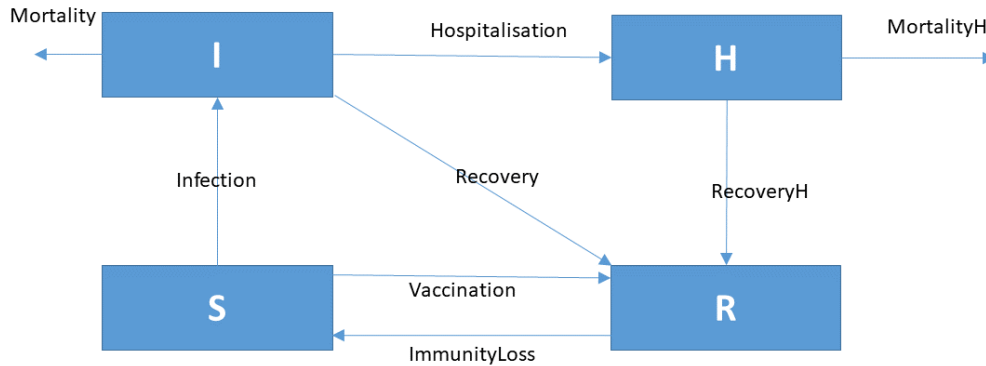 Mortality
I
Hospitalisation
H
MortalityH
Infection
Recovery
RecoveryH
S
Vaccination
R
ImmunityLoss